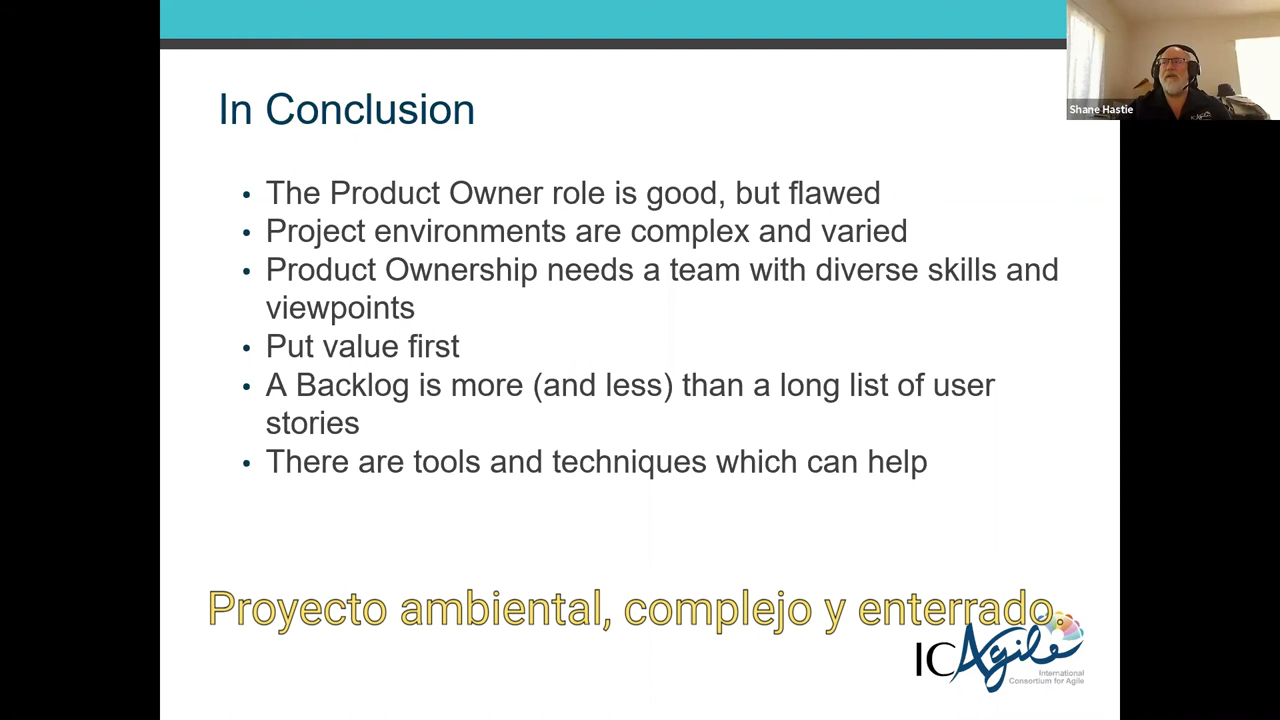 Shane Hastie
In Conclusion
• The Product Owner role is good, but flawed
• Project environments are complex and varied
• Product Ownership needs a team with diverse skills and
viewpoints
• Put value first
• A Backlog is more (and less) than a long list of user
stories
• There are tools and techniques which can help
Proyecto ambiental, complejo y enterrado.
ICAgile
International
Consortium for Agile